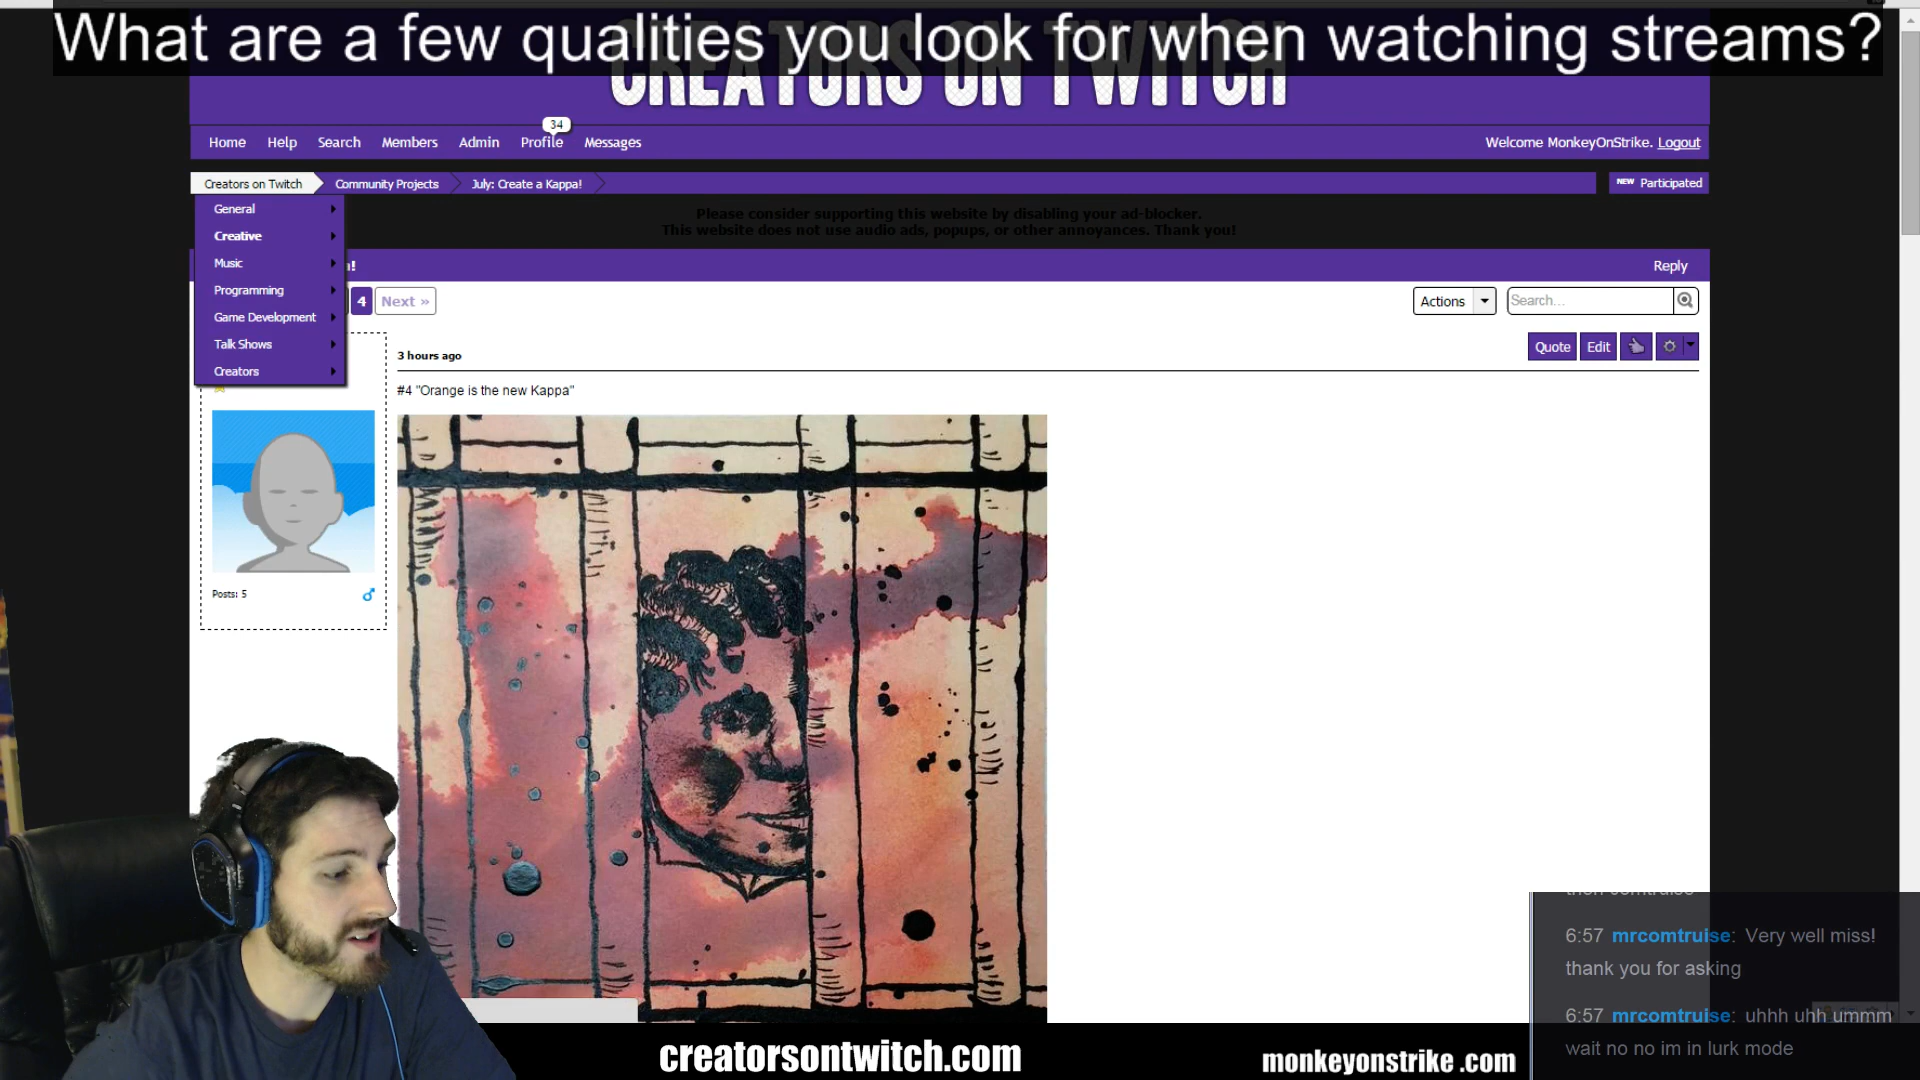 What are a few qualities you look for when watching streams?
CREATORS ON TWITCH
34
Home Help Search Members Admin Profile Messages
Welcome MonkeyOnStrike. Logout
Creators on Twitch Community Projects July: Create a Kappa!
NEW Participated
Please consider supporting this website by disabling your ad-blocker.
This website does not use audio ads, popups, or other annoyances. Thank you!
General
Creative
Music
Programming
Game Development
Talk Shows
Creators
Reply
4 Next »
Actions
Search...
3 hours ago
Quote Edit
#4 "Orange is the new Kappa"
Posts: 5
6:57 mrcomtruise: Very well miss!
thank you for asking
6:57 mrcomtruise: uhhh uhh ummm
wait no no im in lurk mode
creatorsontwitch.com
monkeyonstrike .com